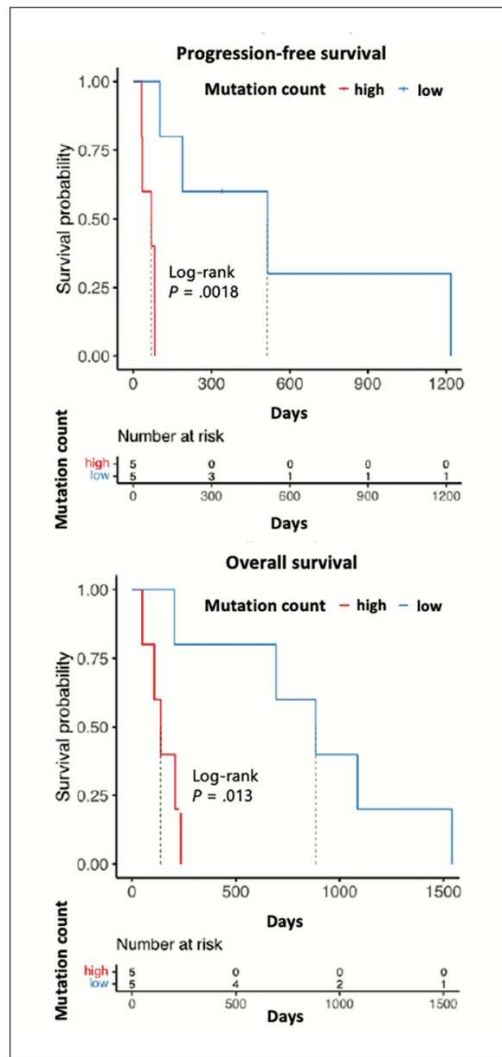 Progression-free survival
Mutation count high low
Survival probability
1.00
0.75
0.50
0.25
0.00
Log-rank
P = .0018
0 300 600 900 1200
Days
Mutation count
Number at risk
high 5 0 0 0 0
low 5 3 1 1 1
0 300 600 900 1200
Days
Overall survival
Mutation count high low
Survival probability
1.00
0.75
0.50
0.25
0.00
Log-rank
P = .013
0 500 1000 1500
Days
Mutation count
Number at risk
high 5 0 0 0
low 5 4 2 1
0 500 1000 1500
Days